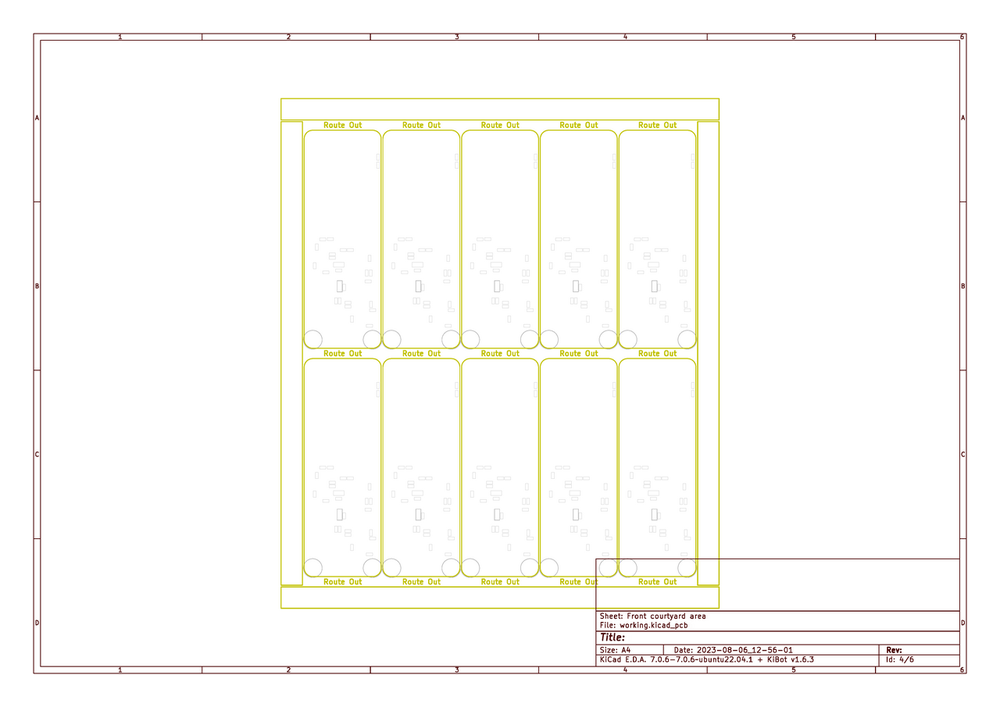 1 2 3 4 5 6
A A
Route Out Route Out Route Out Route Out Route Out
B B
Route Out Route Out Route Out Route Out Route Out
C C
Route Out Route Out Route Out Route Out Route Out
Sheet: Front courtyard area
D D
File: working.kicad_pcb
Title:
Size: A4 Date: 2023-08-06_12-56-01 Rev:
KiCad E.D.A. 7.0.6-7.0.6~ubuntu22.04.1 + KiBot v1.6.3 Id: 4/6
1 2 3 4 5 6